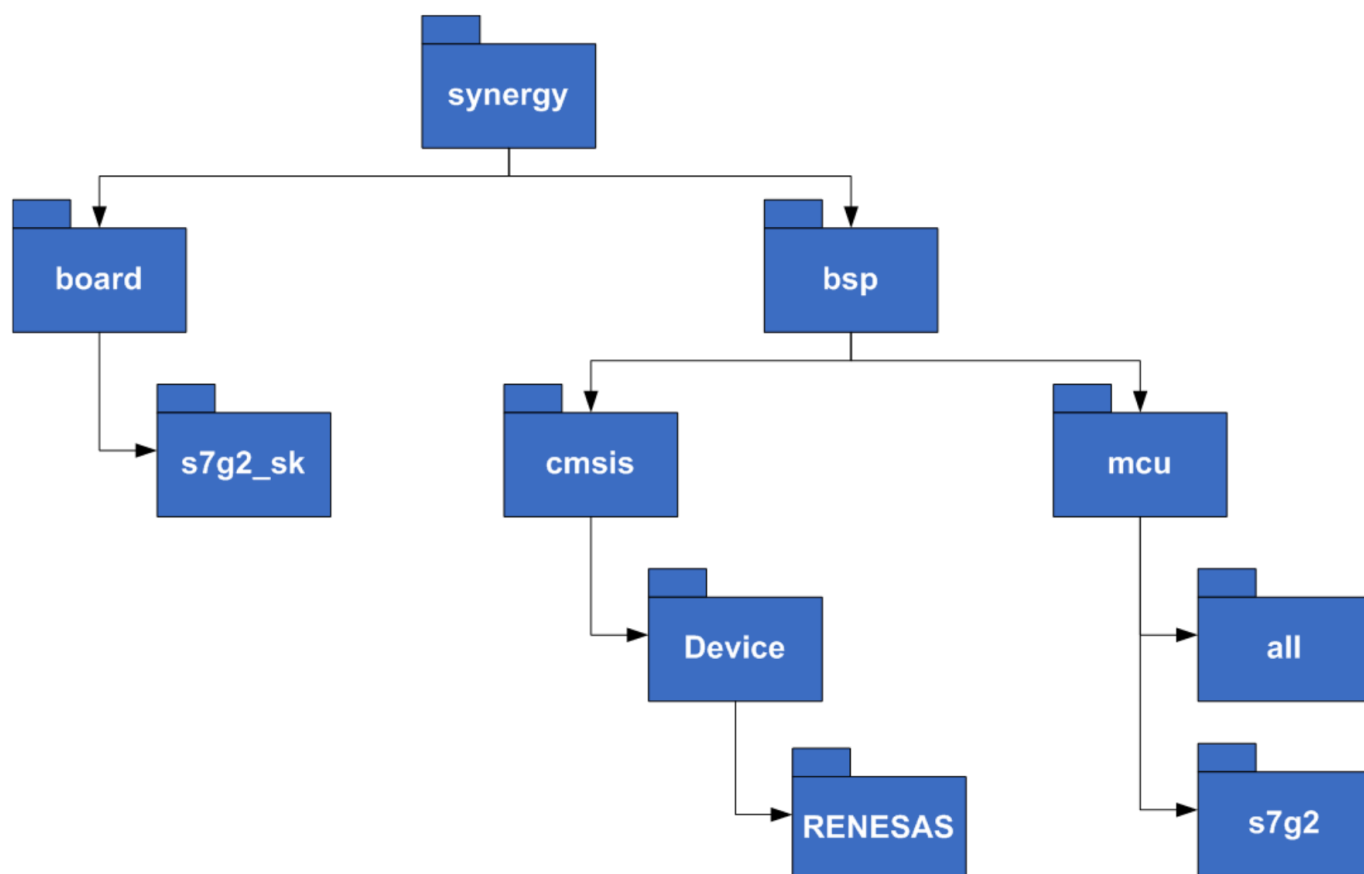 synergy
board
bsp
s7g2_sk
cmsis
mcu
Device
all
RENESAS
s7g2